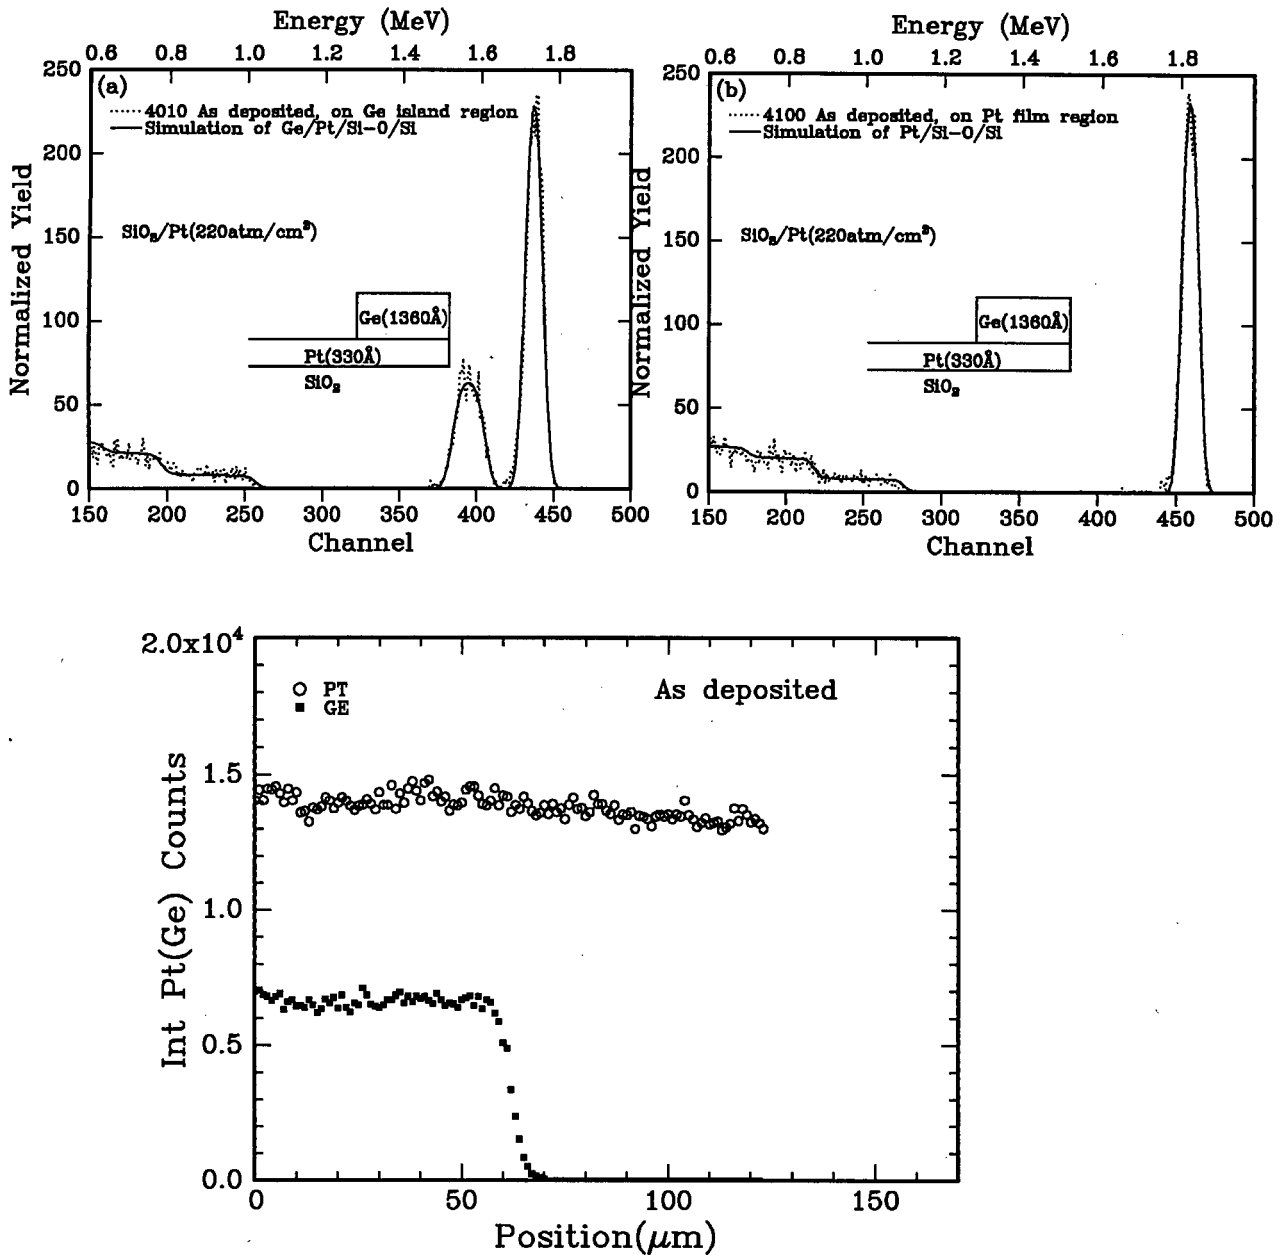 Energy (MeV)
0.6 0.8 1.0 1.2 1.4 1.6 1.8
250
200
150
100
50
0
Normalized Yield
(a)
4010 As deposited, on Ge island region
Simulation of Ge/Pt/Si-O/Si
SiO₂/Pt(220atm/cm²)
Ge(1360Å)
Pt(330Å)
SiO₂
150 200 250 300 350 400 450 500
Channel
Energy (MeV)
0.6 0.8 1.0 1.2 1.4 1.6 1.8
250
200
150
100
50
0
Normalized Yield
(b)
4100 As deposited, on Pt film region
Simulation of Pt/Si-O/Si
SiO₂/Pt(220atm/cm²)
Ge(1360Å)
Pt(330Å)
SiO₂
150 200 250 300 350 400 450 500
Channel
2.0x10⁴
1.5
1.0
0.5
0.0
Int Pt(Ge) Counts
PT
GE
As deposited
0 50 100 150
Position(μm)